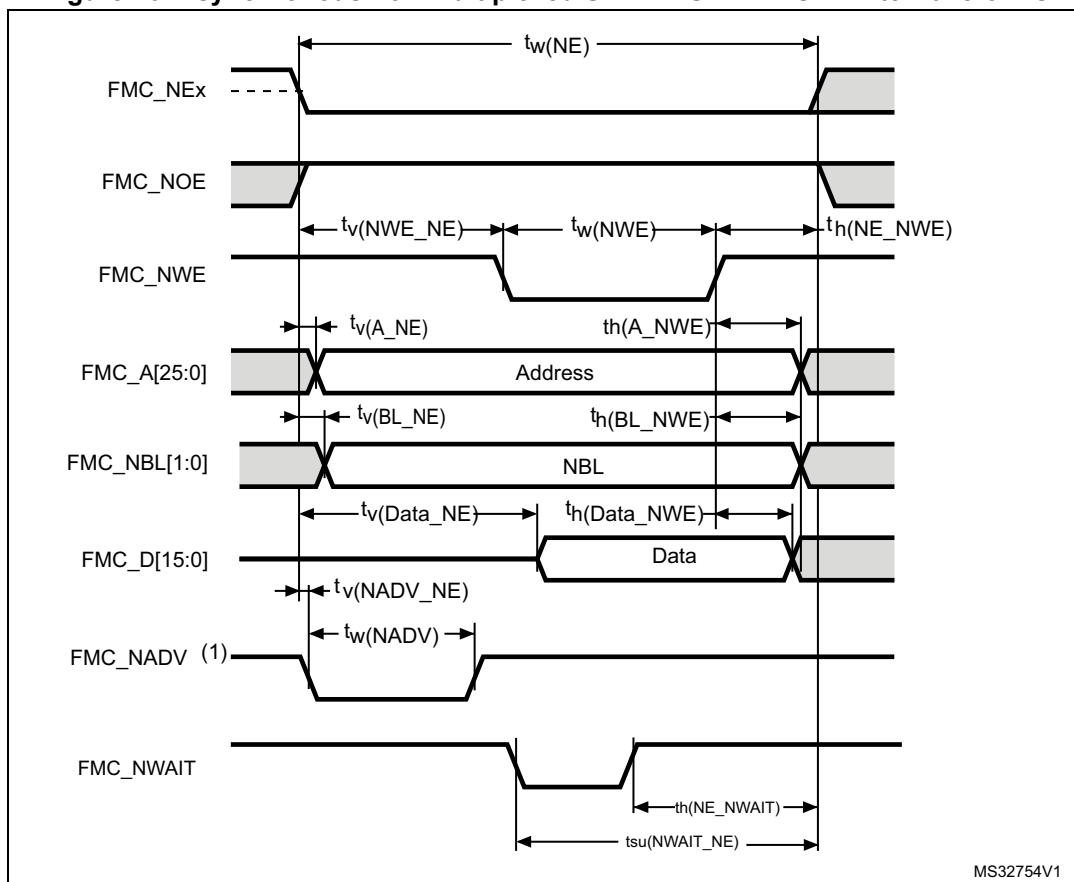 tw(NE)
FMC_NEx
FMC_NOE
tv(NWE_NE) tw(NWE) th(NE_NWE)
FMC_NWE
tv(A_NE) th(A_NWE)
FMC_A[25:0] Address
tv(BL_NE) th(BL_NWE)
FMC_NBL[1:0] NBL
tv(Data_NE) th(Data_NWE)
FMC_D[15:0] Data
tv(NADV_NE)
tw(NADV)
FMC_NADV (1)
FMC_NWAIT
th(NE_NWAIT)
tsu(NWAIT_NE)
MS32754V1